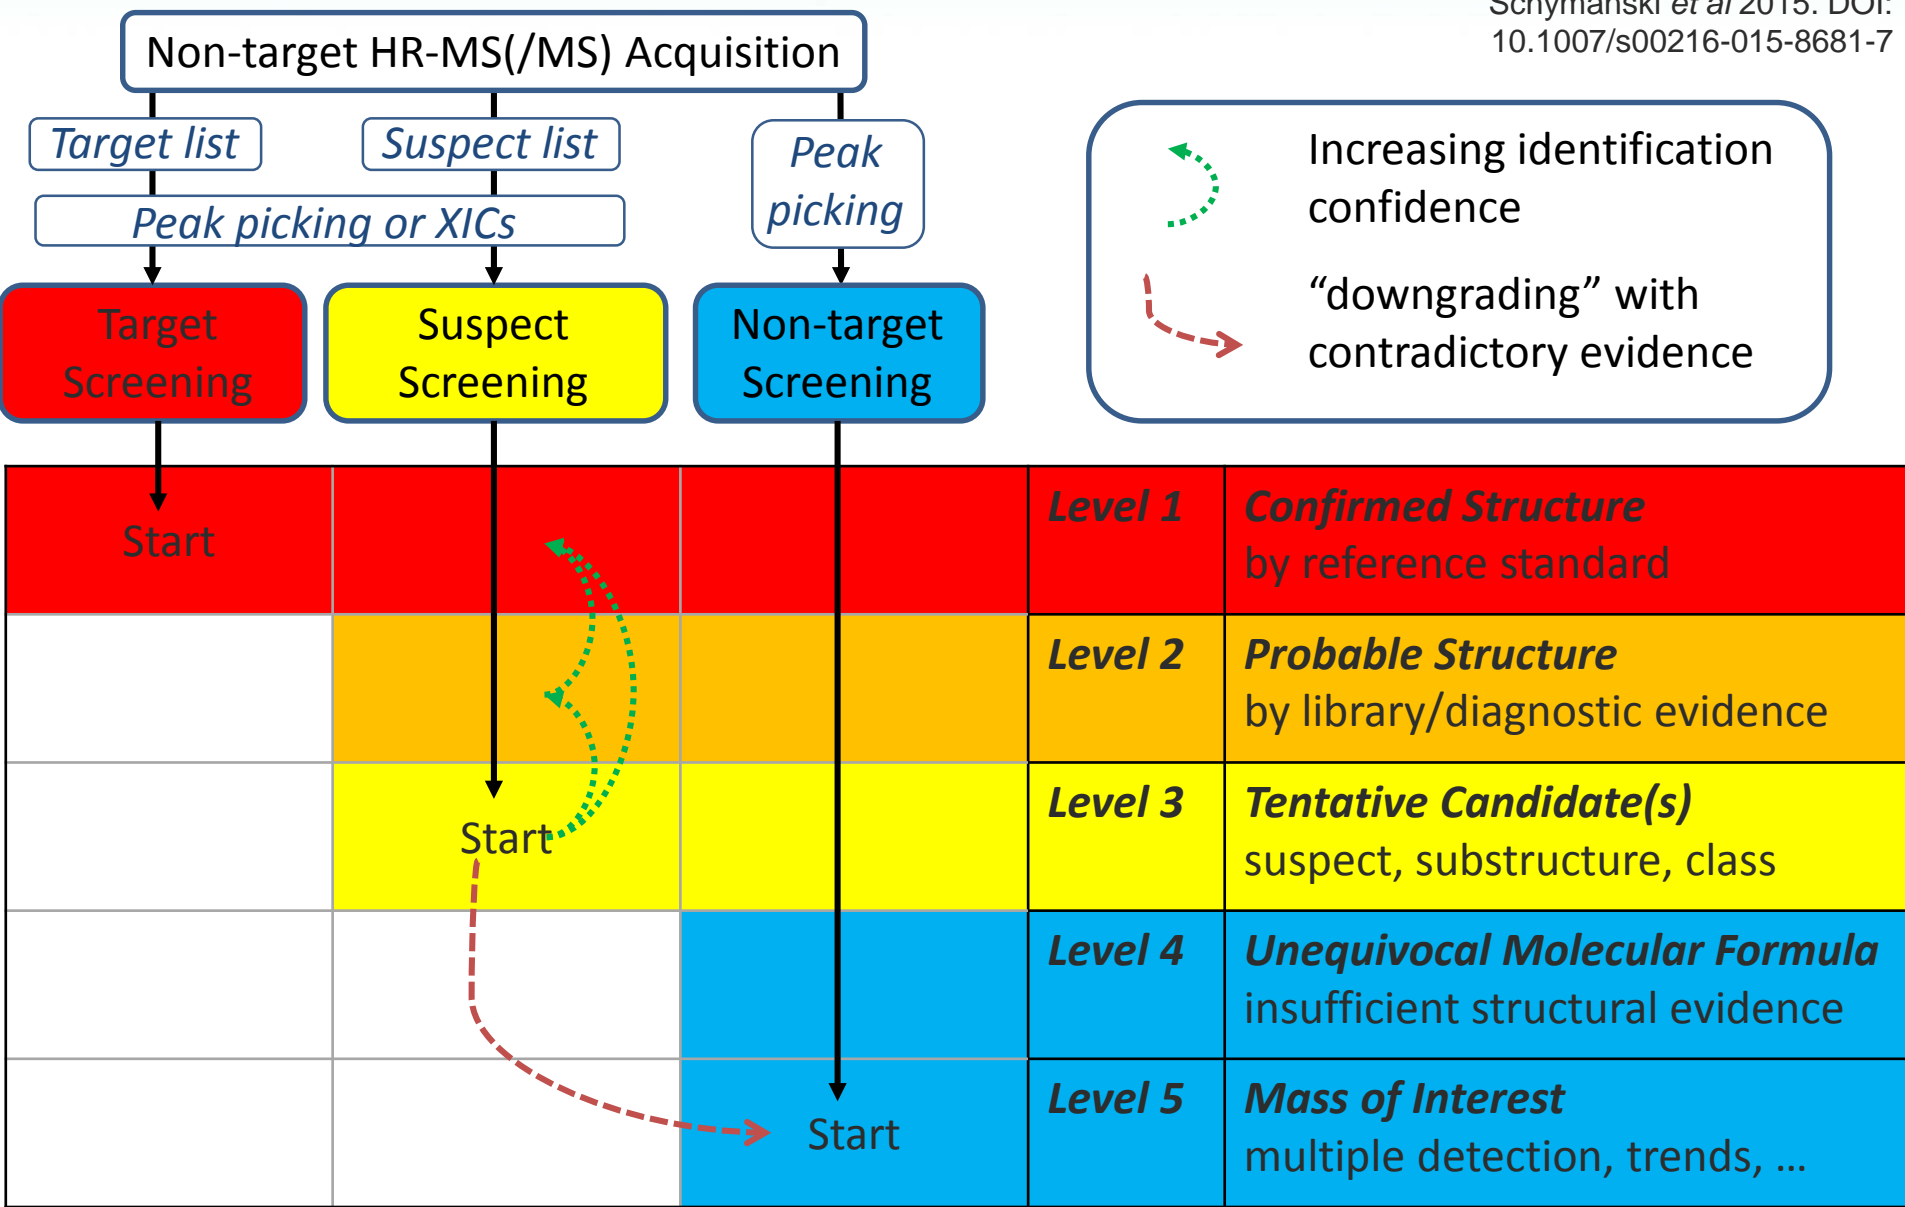 Schymanski et al 2015. DOI:
10.1007/s00216-015-8681-7
Non-target HR-MS(/MS) Acquisition
Target list
Suspect list
Peak
picking
Peak picking or XICs
Target
Screening
Suspect
Screening
Non-target
Screening
Increasing identification
confidence
“downgrading” with
contradictory evidence
Start
Level 1
Confirmed Structure
by reference standard
Level 2
Probable Structure
by library/diagnostic evidence
Start
Level 3
Tentative Candidate(s)
suspect, substructure, class
Level 4
Unequivocal Molecular Formula
insufficient structural evidence
Start
Level 5
Mass of Interest
multiple detection, trends, ...